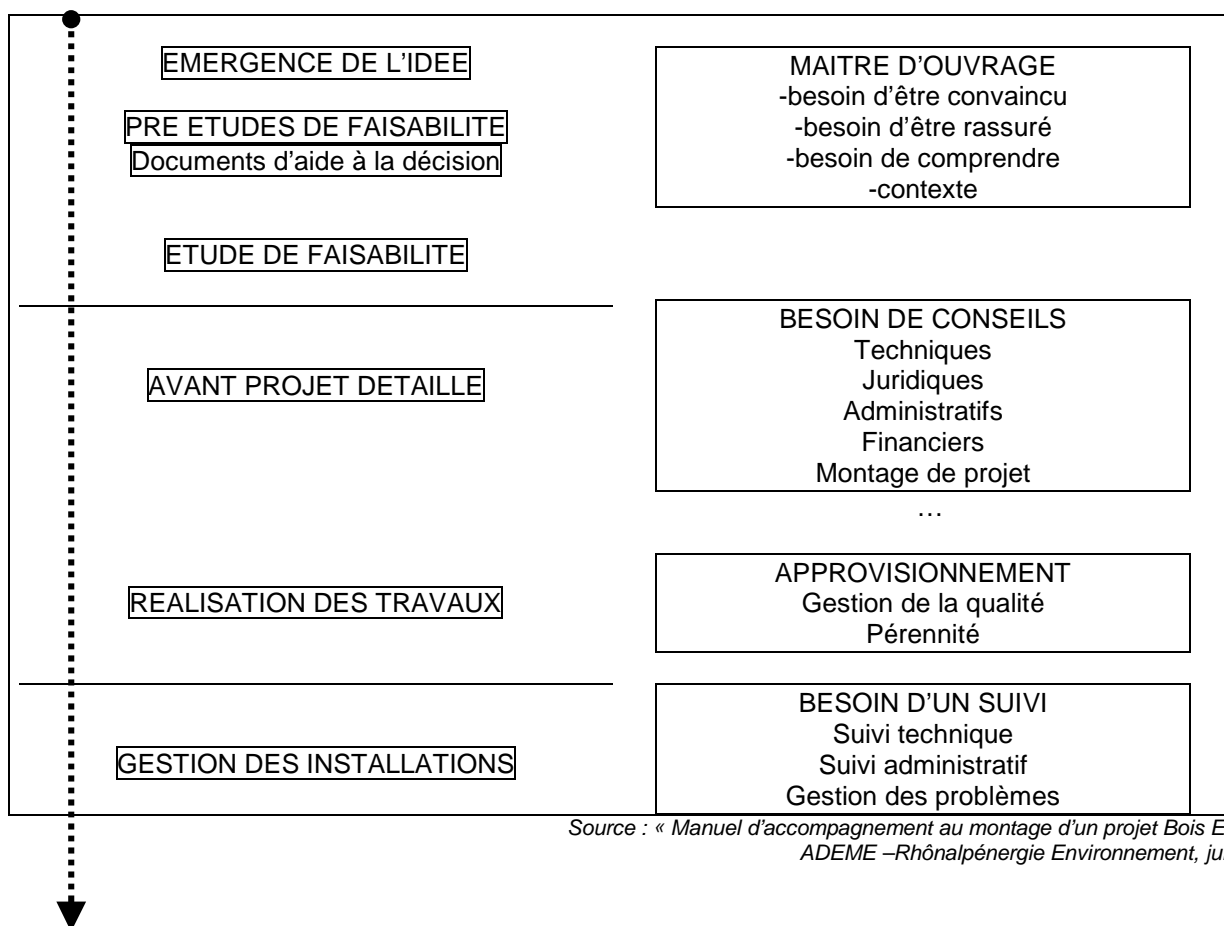 EMERGENCE DE L'IDEE
PRE ETUDES DE FAISABILITE
Documents d'aide à la décision
ETUDE DE FAISABILITE
MAITRE D'OUVRAGE
-besoin d'être convaincu
-besoin d'être rassuré
-besoin de comprendre
-contexte
AVANT PROJET DETAILLE
BESOIN DE CONSEILS
Techniques
Juridiques
Administratifs
Financiers
Montage de projet
…
REALISATION DES TRAVAUX
APPROVISIONNEMENT
Gestion de la qualité
Pérennité
GESTION DES INSTALLATIONS
BESOIN D'UN SUIVI
Suivi technique
Suivi administratif
Gestion des problèmes
Source : « Manuel d'accompagnement au montage d'un projet Bois
ADEME –Rhônalpénergie Environnement,